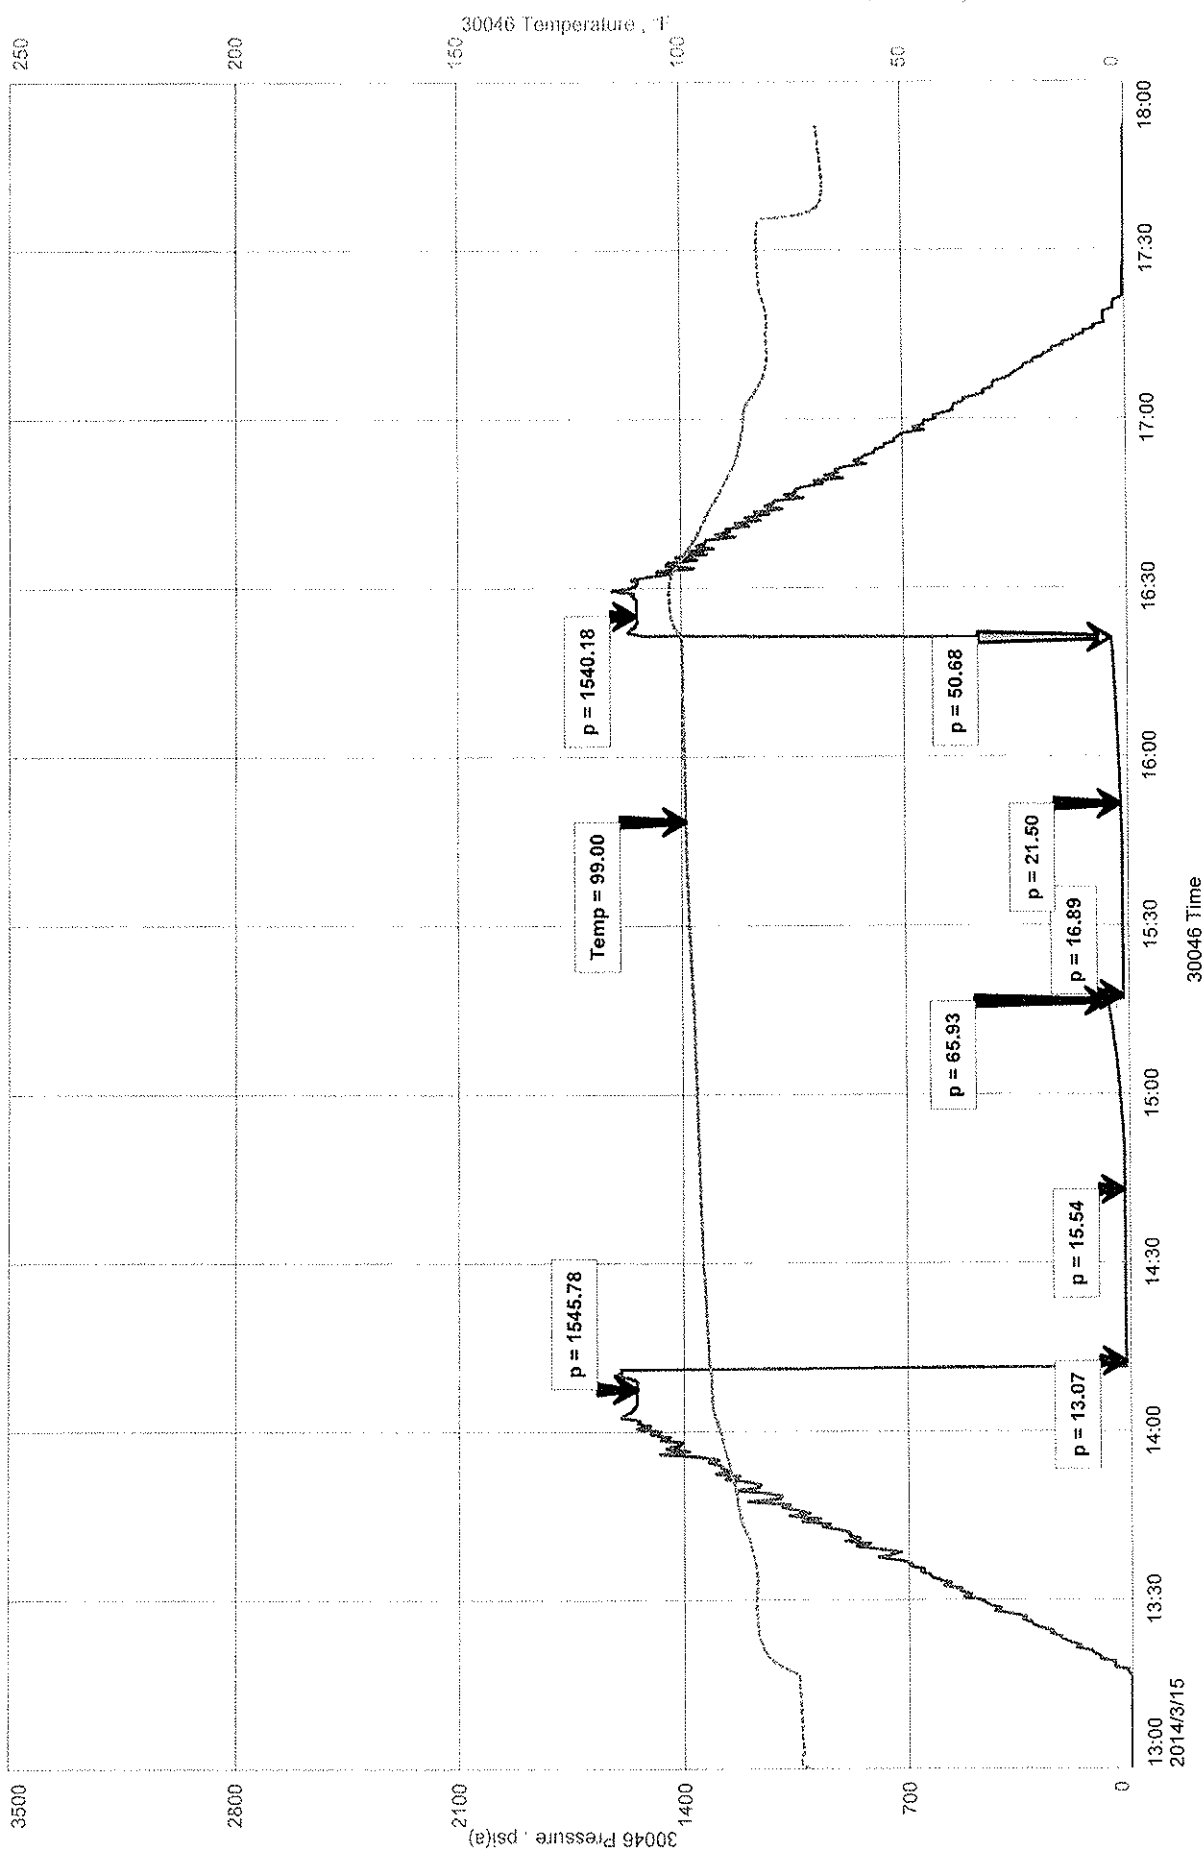 30046 Temperature , °F
250
200
150
100
50
0
3500
2800
2100
1400
700
0
30046 Pressure , psi(a)
p = 1545.78
Temp = 99.00
p = 1540.18
p = 13.07
p = 15.54
p = 65.93
p = 16.89
p = 21.50
p = 50.68
13:00
13:30
14:00
14:30
15:00
15:30
16:00
16:30
17:00
17:30
18:00
2014/3/15
30046 Time